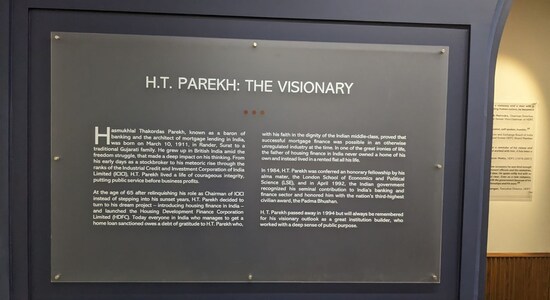 H.T. PAREKH: THE VISIONARY
Hasmukhlal Thakordas Parekh, known as a baron of
banking and the architect of mortgage lending in India,
was born on March 10, 1911, in Rander, Surat to a
traditional Gujarati family. He grew up in British India amid the
freedom struggle, that made a deep impact on his thinking. From
his early days as a stockbroker to his meteoric rise through the
ranks of the Industrial Credit and Investment Corporation of India
Limited (ICICI), H.T. Parekh lived a life of courageous integrity,
putting public service before business profits.
At the age of 65 after relinquishing his role as Chairman of ICICI
instead of stepping into his sunset years, H.T. Parekh decided to
turn to his dream project – introducing housing finance in India –
and launched the Housing Development Finance Corporation
Limited (HDFC). Today everyone in India who manages to get a
home loan sanctioned owes a debt of gratitude to H.T. Parekh who,
with his faith in the dignity of the Indian middle-class, proved that
successful mortgage finance was possible in an otherwise
unregulated industry at the time. In one of the great ironies of life,
the father of housing finance in India never owned a home of his
own and instead lived in a rented flat all his life.
In 1984, H.T. Parekh was conferred an honorary fellowship by his
alma mater, the London School of Economics and Political
Science (LSE), and in April 1992, the Indian government
recognized his seminal contribution to India's banking and
finance sector and honored him with the nation's third-highest
civilian award, the Padma Bhushan.
H.T. Parekh passed away in 1994 but will always be remembered
for his visionary outlook as a great institution builder, who
worked with a deep sense of public purpose.